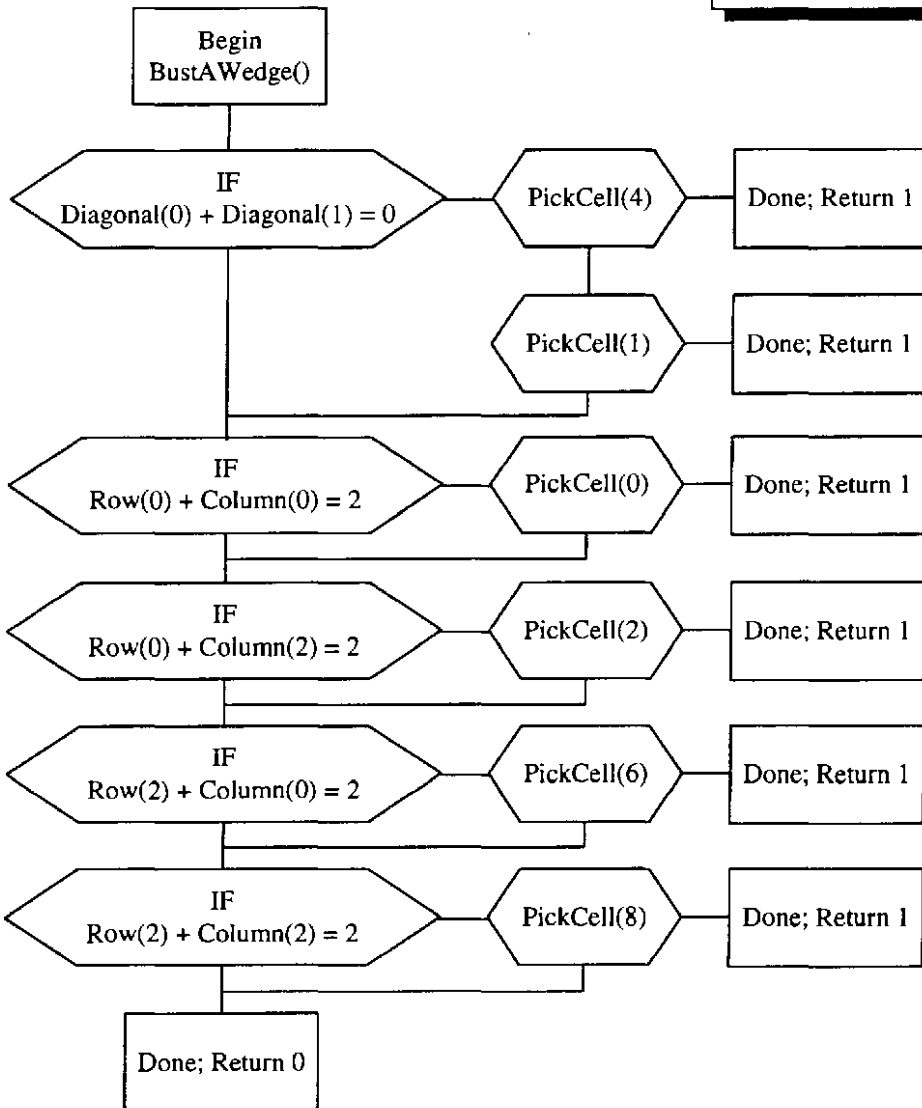 Begin
BustAWedge()
IF
Diagonal(0) + Diagonal(1) = 0
PickCell(4)
Done; Return 1
PickCell(1)
Done; Return 1
IF
Row(0) + Column(0) = 2
PickCell(0)
Done; Return 1
IF
Row(0) + Column(2) = 2
PickCell(2)
Done; Return 1
IF
Row(2) + Column(0) = 2
PickCell(6)
Done; Return 1
IF
Row(2) + Column(2) = 2
PickCell(8)
Done; Return 1
Done; Return 0